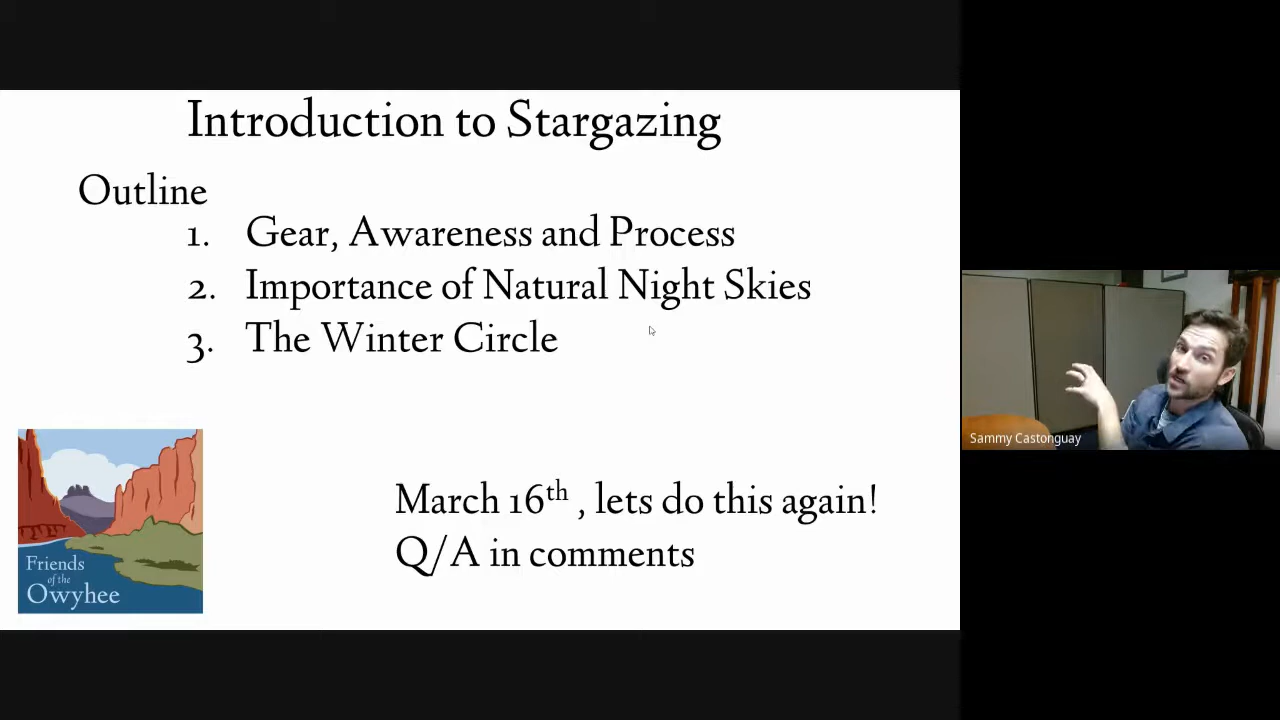 Introduction to Stargazing
Outline
1. Gear, Awareness and Process
2. Importance of Natural Night Skies
3. The Winter Circle
March 16th , lets do this again!
Q/A in comments
Friends
of the
Owyhee
Sammy Castonguay